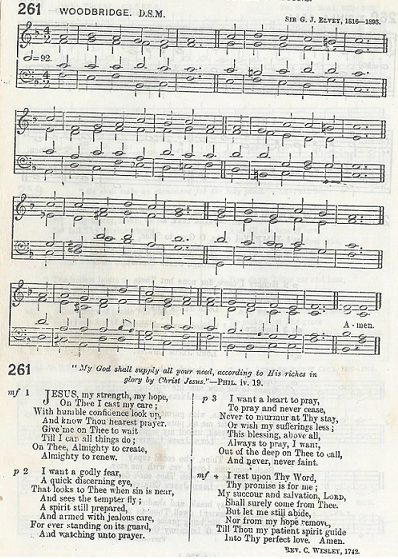 261 WOODBRIDGE. D.S.M. SIR G. J. ELVEY, 1816—1893.
=92.
A - men.
261
"My God shall supply all your need, according to His riches in
glory by Christ Jesus."—PHIL. iv. 19.
mf 1 JESUS, my strength, my hope,
On Thee I cast my care;
With humble confidence look up,
And know Thou hearest prayer.
Give me on Thee to wait
Till I can all things do;
On Thee, Almighty to create,
Almighty to renew.
p 2 I want a godly fear,
A quick discerning eye,
That looks to Thee when sin is near,
And sees the tempter fly;
A spirit still prepared,
And armed with jealous care,
For ever standing on its guard,
And watching unto prayer.
p 3 I want a heart to pray,
To pray and never cease,
Never to murmur at Thy stay,
Or wish my sufferings less;
This blessing, above all,
Always to pray, I want,
Out of the deep on Thee to call,
And never, never faint.
mf I rest upon Thy Word,
Thy promise is for me;
My succour and salvation, LORD,
Shall surely come from Thee.
But let me still abide,
Nor from my hope remove,
Till Thou my patient spirit guide
Into Thy perfect love. Amen.
REV. C. WESLEY, 1742.